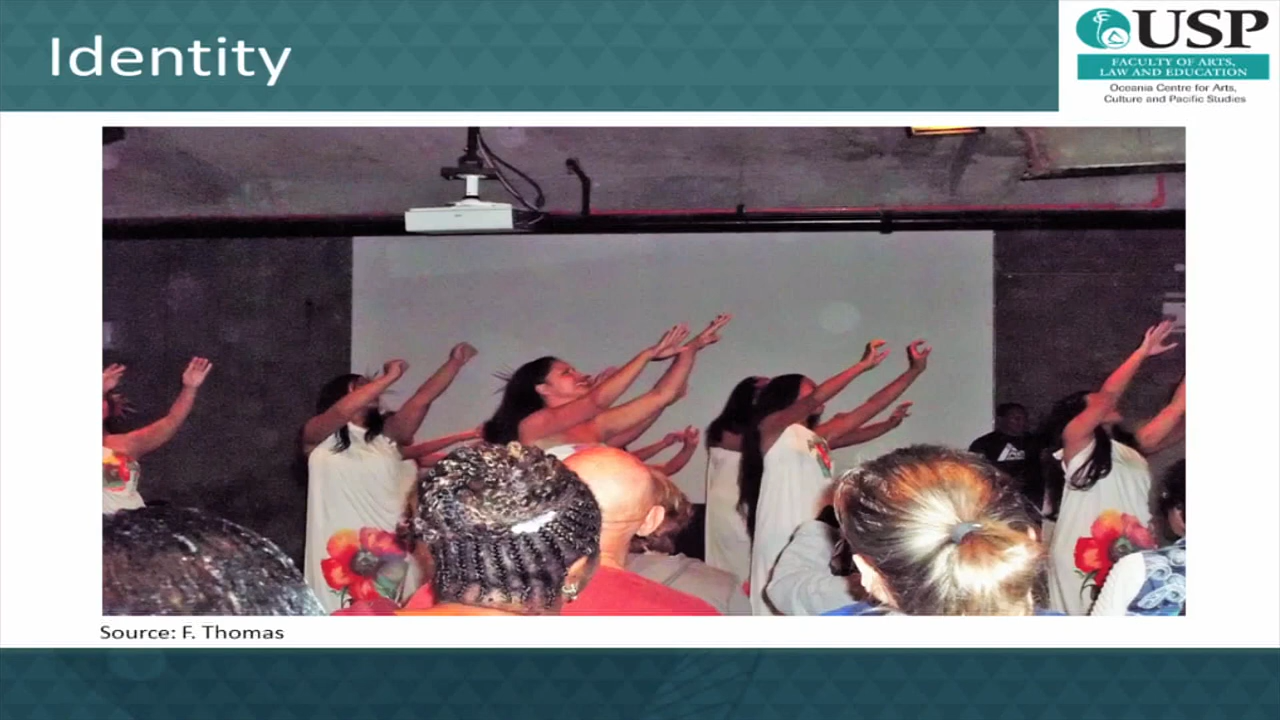 Identity
USP
FACULTY OF ARTS,
LAW AND EDUCATION
Oceania Centre for Arts,
Culture and Pacific Studies
Source: F. Thomas